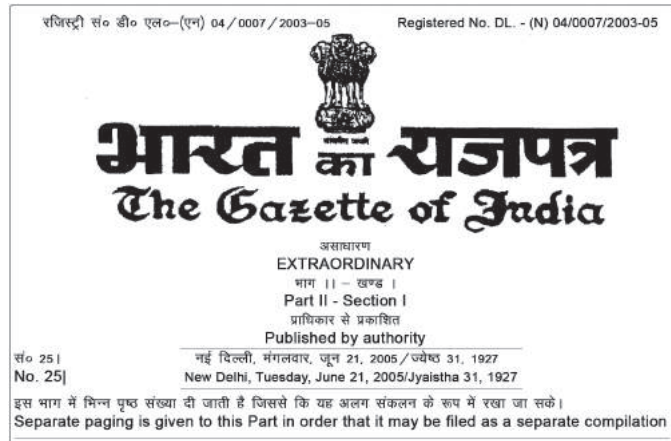 रजिस्ट्री सं० डी० एल०–(एन) 04/0007/2003–05
Registered No. DL. - (N) 04/0007/2003-05
भारत का राजपत्र
The Gazette of India
असाधारण
EXTRAORDINARY
भाग II – खण्ड I
Part II - Section I
प्राधिकार से प्रकाशित
Published by authority
सं० 25|
नई दिल्ली, मंगलवार, जून 21, 2005/ज्येष्ठ 31, 1927
No. 25|
New Delhi, Tuesday, June 21, 2005/Jyaistha 31, 1927
इस भाग में भिन्न पृष्ठ संख्या दी जाती है जिससे कि यह अलग संकलन के रूप में रखा जा सके।
Separate paging is given to this Part in order that it may be filed as a separate compilation